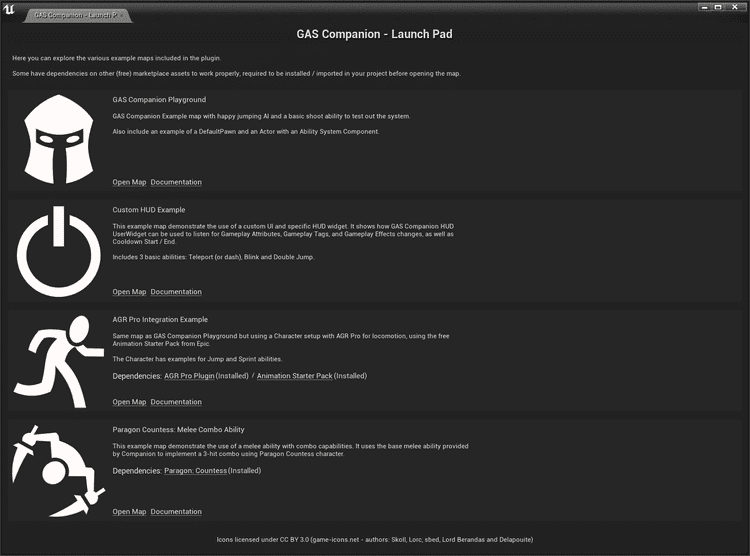 GAS Companion - Launch P
GAS Companion - Launch Pad
Here you can explore the various example maps included in the plugin.
Some have dependencies on other (free) marketplace assets to work properly, required to be installed / imported in your project before opening the map.
GAS Companion Playground
GAS Companion Example map with happy jumping AI and a basic shoot ability to test out the system.
Also include an example of a DefaultPawn and an Actor with an Ability System Component.
Open Map Documentation
Custom HUD Example
This example map demonstrate the use of a custom UI and specific HUD widget. It shows how GAS Companion HUD
UserWidget can be used to listen for Gameplay Attributes, Gameplay Tags, and Gameplay Effects changes, as well as
Cooldown Start / End.
Includes 3 basic abilities: Teleport (or dash), Blink and Double Jump.
Open Map Documentation
AGR Pro Integration Example
Same map as GAS Companion Playground but using a Character setup with AGR Pro for locomotion, using the free
Animation Starter Pack from Epic.
The Character has examples for Jump and Sprint abilities.
Dependencies: AGR Pro Plugin (Installed) / Animation Starter Pack (Installed)
Open Map Documentation
Paragon Countess: Melee Combo Ability
This example map demonstrate the use of a melee ability with combo capabilities. It uses the base melee ability provided
by Companion to implement a 3-hit combo using Paragon Countess character.
Dependencies: Paragon: Countess (Installed)
Open Map Documentation
Icons licensed under CC BY 3.0 (game-icons.net - authors: Skoll, Lorc, sbed, Lord Berandas and Delapouite)